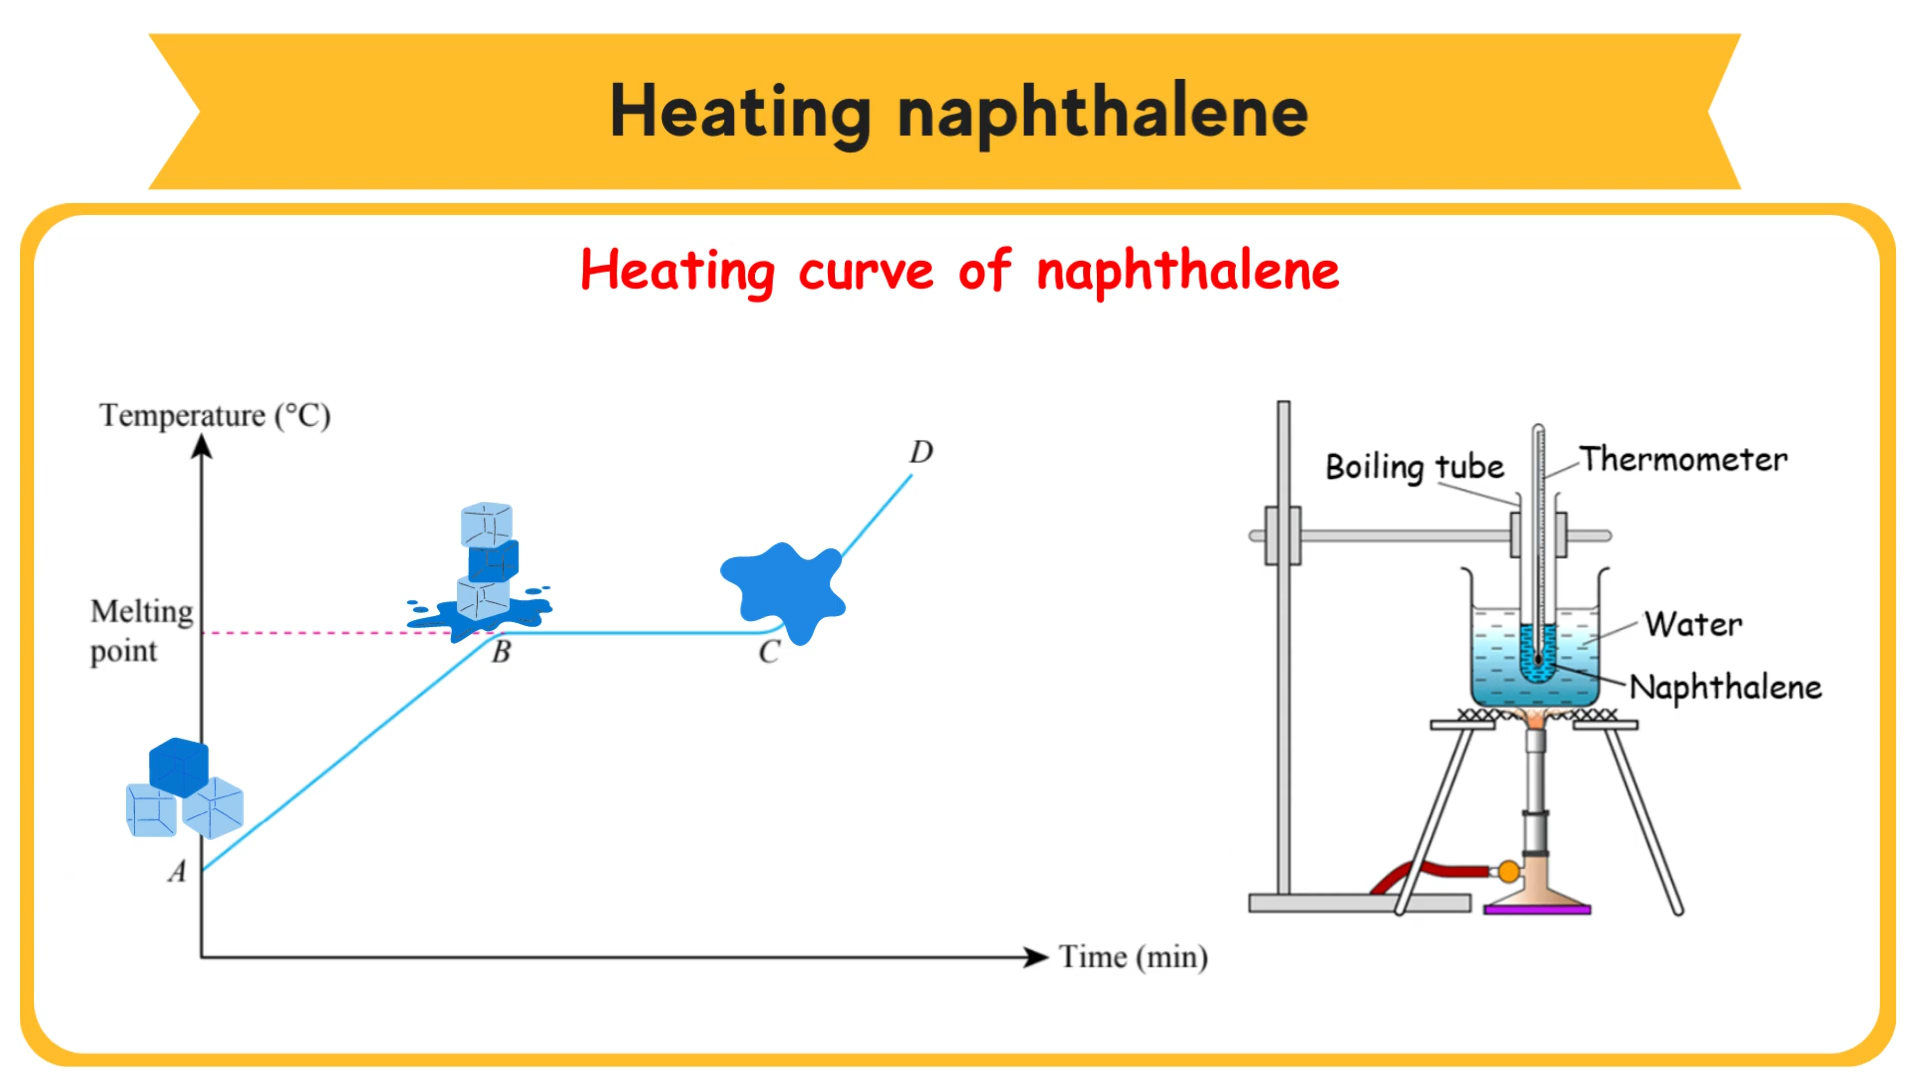 Heating naphthalene
Heating curve of naphthalene
Temperature (°C)
D
Melting
point
B
C
A
Time (min)
Boiling tube
Thermometer
Water
Naphthalene